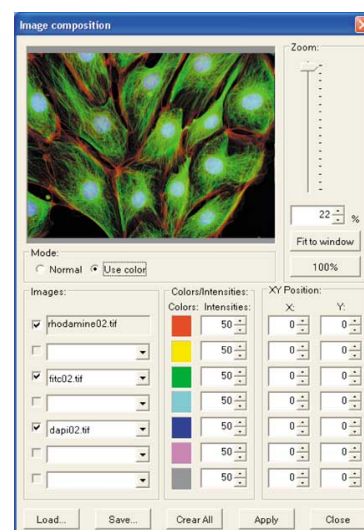 Image composition
Zoom:
22 %
Fit to window
100%
Mode:
Normal Use color
Images:
Colors/Intensities:
XY Position:
Colors: Intensities:
X: Y:
rhodamine02.tif 50 0 0
50 0 0
fitc02.tif 50 0 0
50 0 0
dapi02.tif 50 0 0
50 0 0
50 0 0
Load... Save... Crear All Apply Close